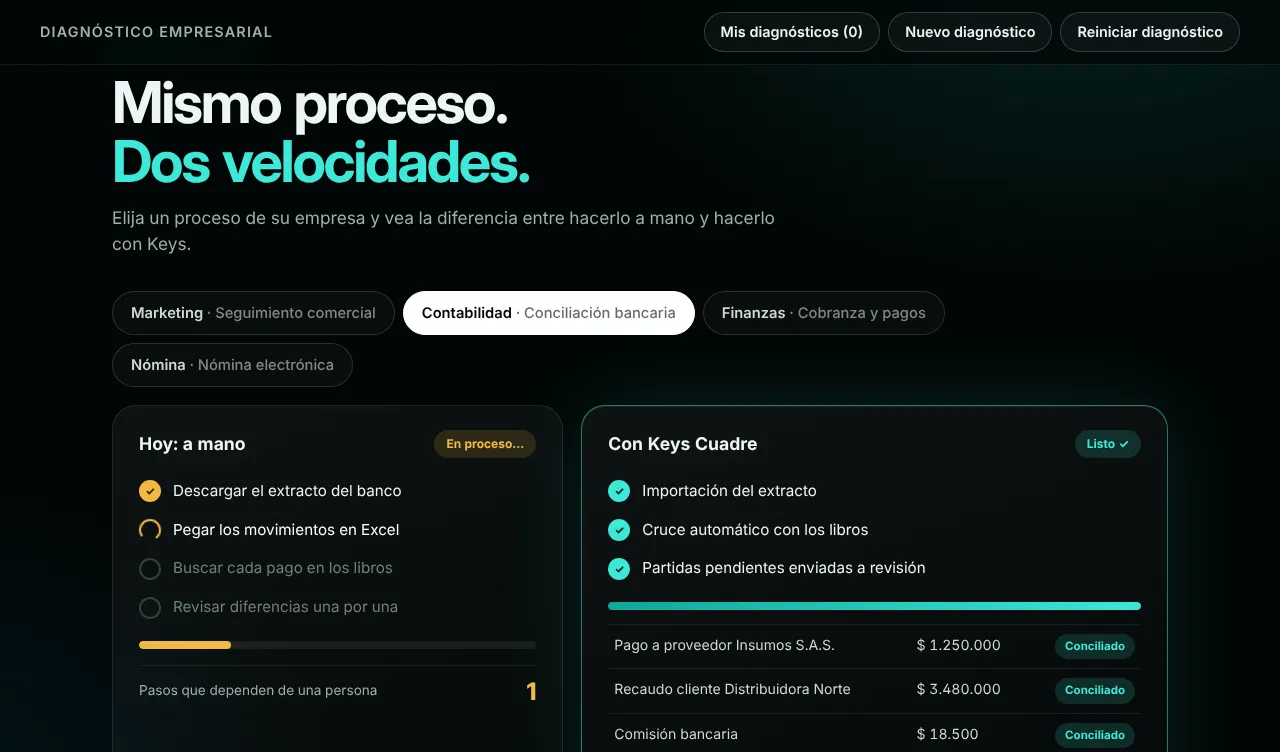 DIAGNÓSTICO EMPRESARIAL
Mis diagnósticos (0)
Nuevo diagnóstico
Reiniciar diagnóstico
Mismo proceso.
Dos velocidades.
Elija un proceso de su empresa y vea la diferencia entre hacerlo a mano y hacerlo
con Keys.
Marketing · Seguimiento comercial
Contabilidad · Conciliación bancaria
Finanzas · Cobranza y pagos
Nómina · Nómina electrónica
Hoy: a mano
En proceso...
Descargar el extracto del banco
Pegar los movimientos en Excel
Buscar cada pago en los libros
Revisar diferencias una por una
Pasos que dependen de una persona
1
Con Keys Cuadre
Listo ✓
Importación del extracto
Cruce automático con los libros
Partidas pendientes enviadas a revisión
Pago a proveedor Insumos S.A.S. $ 1.250.000 Conciliado
Recaudo cliente Distribuidora Norte $ 3.480.000 Conciliado
Comisión bancaria $ 18.500 Conciliado